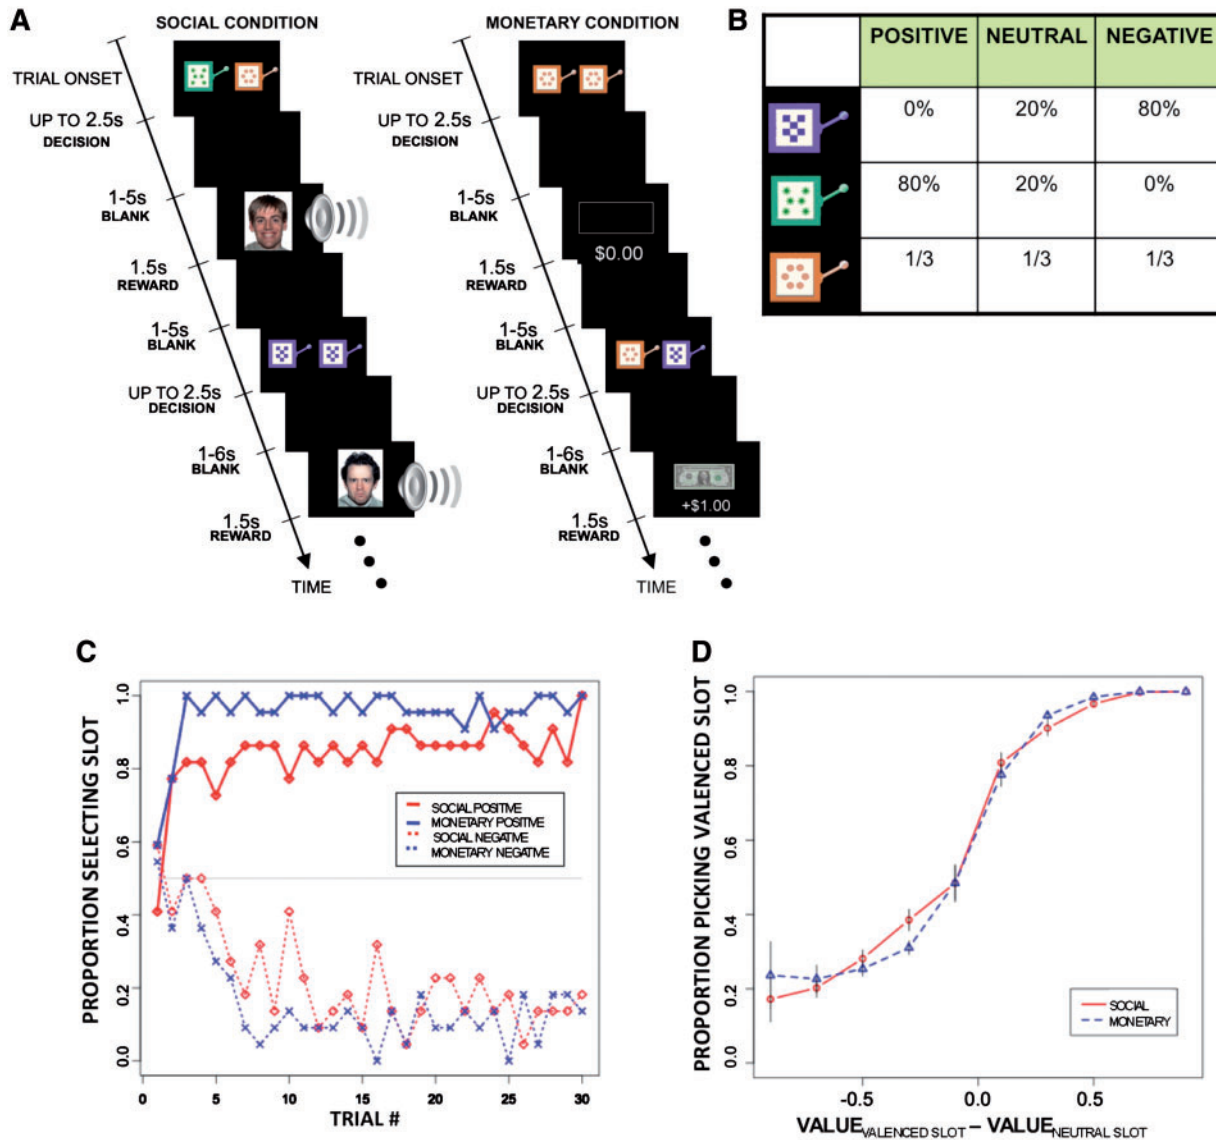 A
SOCIAL CONDITION
TRIAL ONSET
UP TO 2.5s
DECISION
1-5s
BLANK
1.5s
REWARD
1-5s
BLANK
UP TO 2.5s
DECISION
1-6s
BLANK
1.5s
REWARD
TIME
MONETARY CONDITION
UP TO 2.5s
DECISION
1-5s
BLANK
$0.00
1.5s
REWARD
1-5s
BLANK
UP TO 2.5s
DECISION
1-6s
BLANK
+$1.00
1.5s
REWARD
TIME
B
POSITIVE NEUTRAL NEGATIVE
0% 20% 80%
80% 20% 0%
1/3 1/3 1/3
C
PROPORTION SELECTING SLOT
1.0
0.8
0.6
0.4
0.2
0.0
SOCIAL POSITIVE
MONETARY POSITIVE
SOCIAL NEGATIVE
MONETARY NEGATIVE
0 5 10 15 20 25 30
TRIAL #
D
PROPORTION PICKING VALENCED SLOT
1.0
0.8
0.6
0.4
0.2
0.0
SOCIAL
MONETARY
-0.5 0.0 0.5
VALUE VALENCED SLOT – VALUE NEUTRAL SLOT